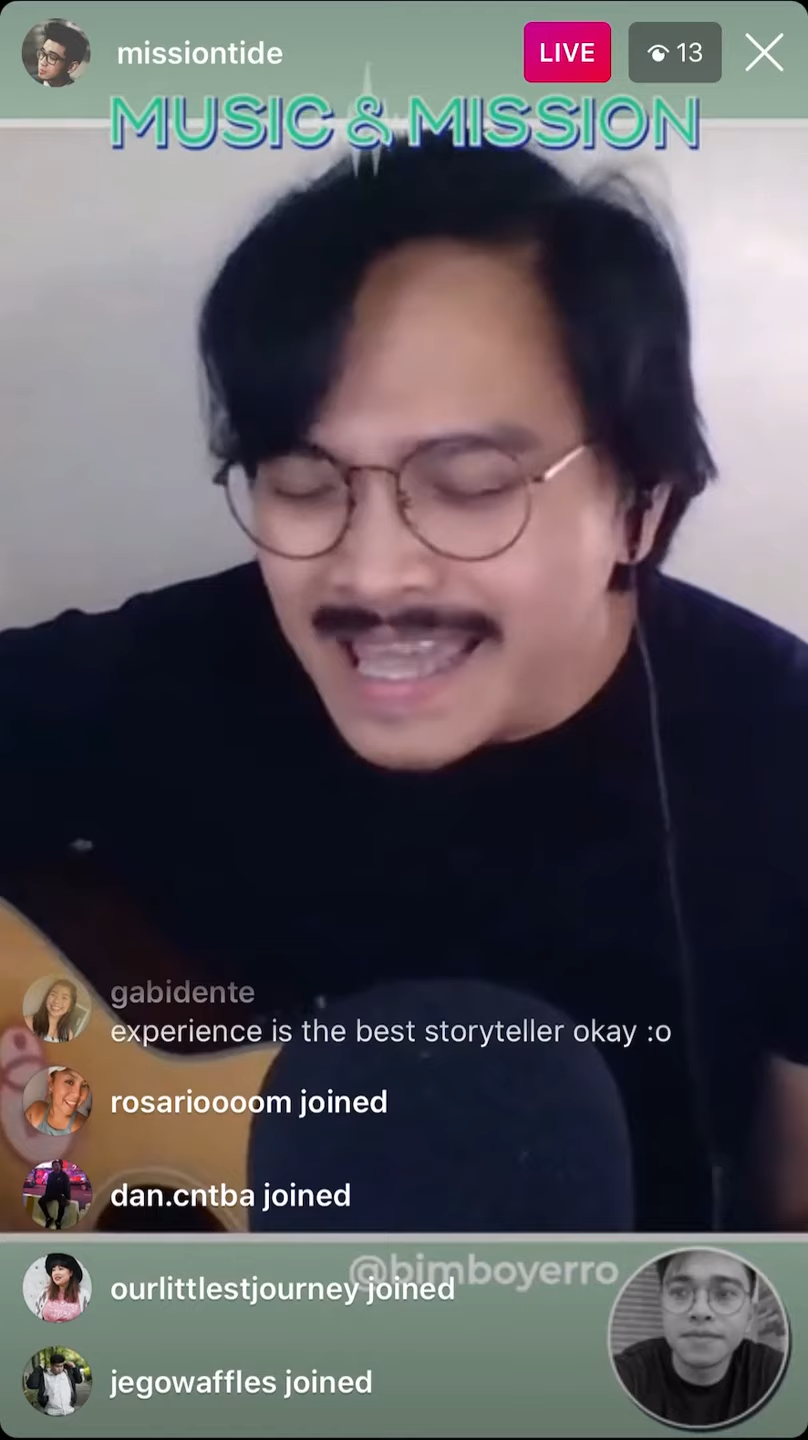 missiontide
LIVE
13
MUSIC & MISSION
gabidente
experience is the best storyteller okay :o
rosarioooom joined
dan.cntba joined
@bimboyerro
ourlittlestjourney joined
jegowaffles joined